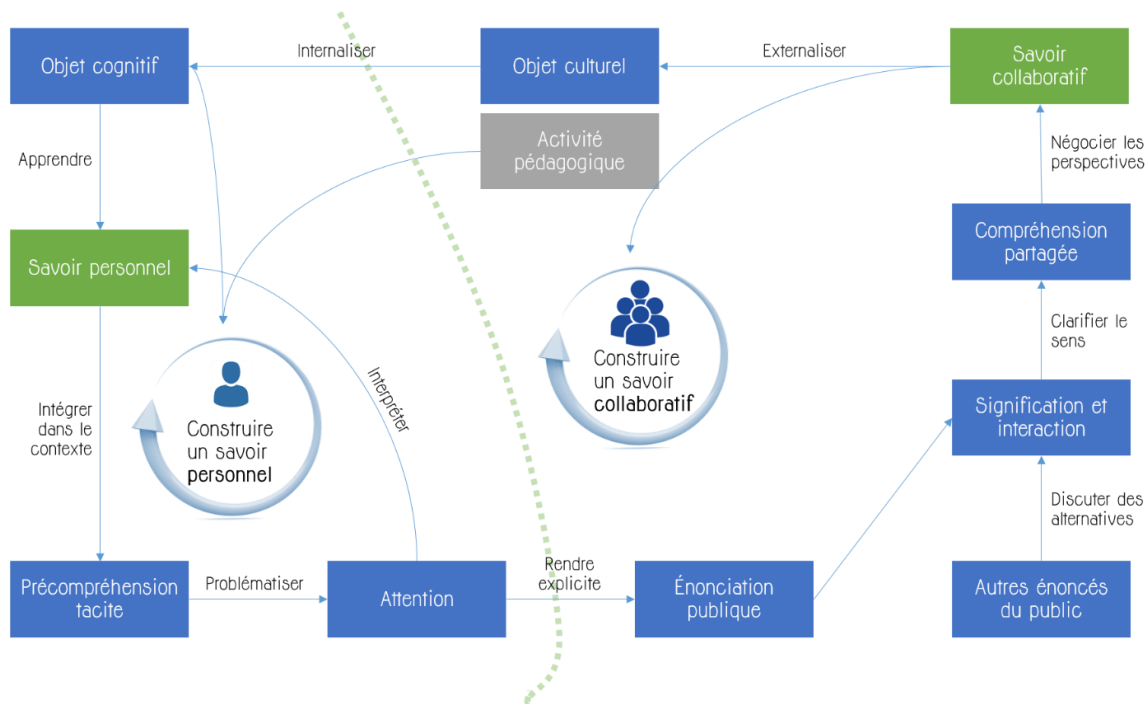 Objet cognitif
Internaliser
Objet culturel
Externaliser
Savoir
collaboratif
Activité
pédagogique
Apprendre
Négocier les
perspectives
Savoir personnel
Compréhension
partagée
Construire
un savoir
collaboratif
Clarifier le
sens
Interpréter
Intégrer
dans le
contexte
Construire
un savoir
personnel
Signification et
interaction
Discuter des
alternatives
Précompréhension
tacite
Problématiser
Attention
Rendre
explicite
Énonciation
publique
Autres énoncés
du public